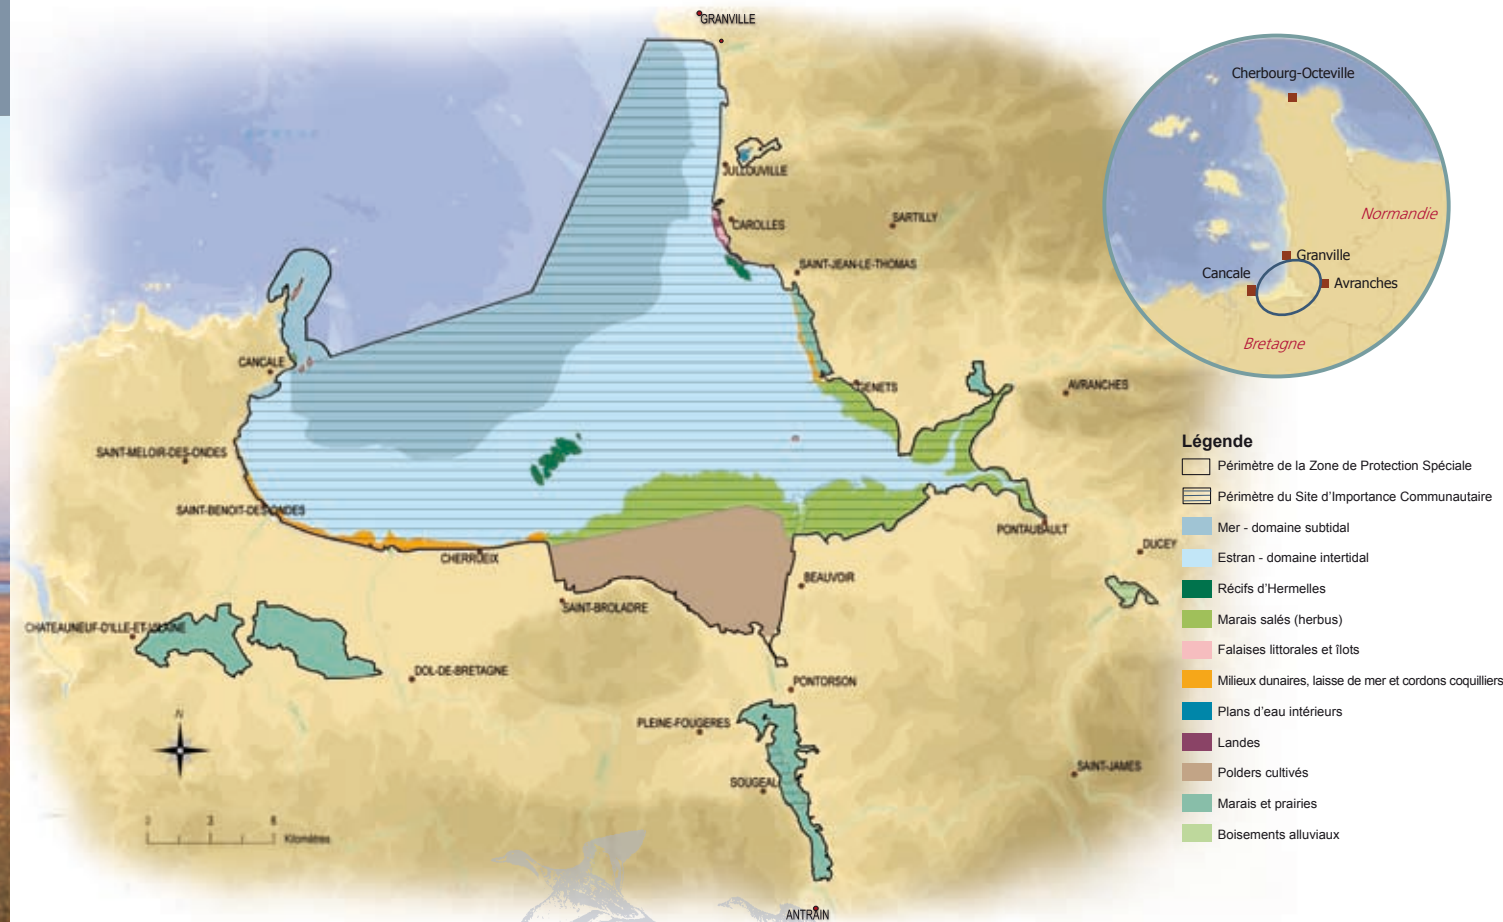 GRANVILLE
JULLOUVILLE
CAROLLES
SARTILLY
SAINT-JEAN-LE-THOMAS
CANCALE
GENETS
AVRANCHES
SAINT-MELOIR-DES-ONDES
SAINT-BENOIT-DES-ONDES
CHERRUEIX
PONTAUBAULT
DUCEY
BEAUVOIR
SAINT-BROLADRE
CHATEAUNEUF-D'ILLE-ET-VILAINE
DOL-DE-BRETAGNE
PONTORSON
PLEINE-FOUGERES
SOUGEAL
SAINT-JAMES
ANTRAIN
N
0 3 6
Kilomètres
Cherbourg-Octeville
Normandie
Granville
Cancale
Avranches
Bretagne
Légende
Périmètre de la Zone de Protection Spéciale
Périmètre du Site d'Importance Communautaire
Mer - domaine subtidal
Estran - domaine intertidal
Récifs d'Hermelles
Marais salés (herbus)
Falaises littorales et îlots
Milieux dunaires, laisse de mer et cordons coquilliers
Plans d'eau intérieurs
Landes
Polders cultivés
Marais et prairies
Boisements alluviaux